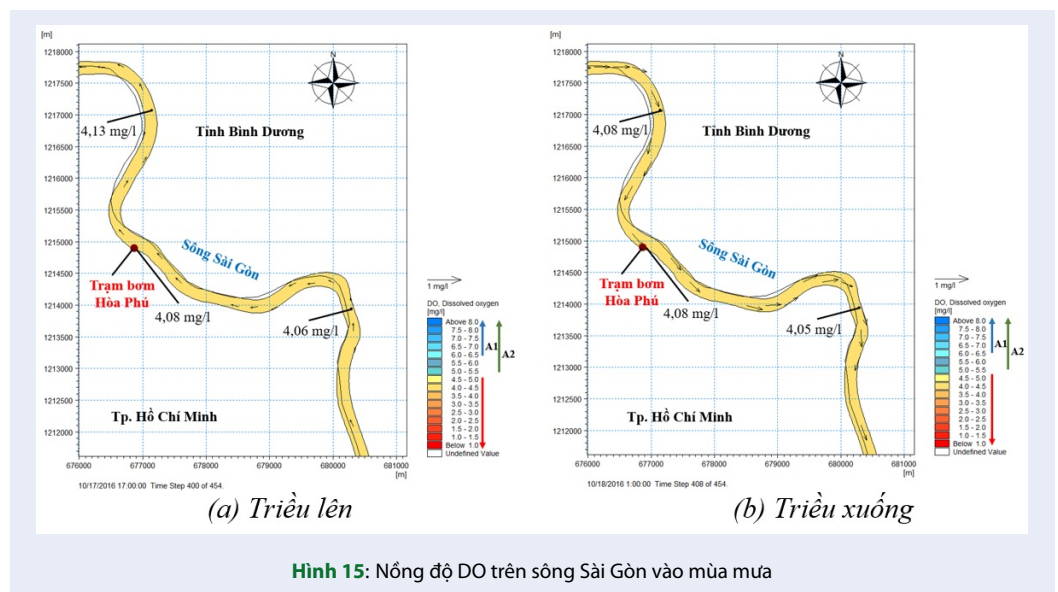 [m]
1218000
1217500
1217000
1216500
1216000
1215500
1215000
1214500
1214000
1213500
1213000
1212500
1212000
676000
677000
678000
679000
680000
681000
[m]
N
4,13 mg/l
Tỉnh Bình Dương
Sông Sài Gòn
Trạm bơm
Hòa Phú
4,08 mg/l
4,06 mg/l
Tp. Hồ Chí Minh
1 mg/l
DO, Dissolved oxygen
[mg/l]
Above 8.0
7.5 - 8.0
7.0 - 7.5
6.5 - 7.0
6.0 - 6.5
5.5 - 6.0
5.0 - 5.5
4.5 - 5.0
4.0 - 4.5
3.5 - 4.0
3.0 - 3.5
2.5 - 3.0
2.0 - 2.5
1.5 - 2.0
1.0 - 1.5
Below 1.0
Undefined Value
A1
A2
10/17/2016 17:00:00 Time Step 400 of 454.
(a) Triều lên
[m]
1218000
1217500
1217000
1216500
1216000
1215500
1215000
1214500
1214000
1213500
1213000
1212500
1212000
676000
677000
678000
679000
680000
681000
[m]
N
4,08 mg/l
Tỉnh Bình Dương
Sông Sài Gòn
Trạm bơm
Hòa Phú
4,08 mg/l
4,05 mg/l
Tp. Hồ Chí Minh
1 mg/l
DO, Dissolved oxygen
[mg/l]
Above 8.0
7.5 - 8.0
7.0 - 7.5
6.5 - 7.0
6.0 - 6.5
5.5 - 6.0
5.0 - 5.5
4.5 - 5.0
4.0 - 4.5
3.5 - 4.0
3.0 - 3.5
2.5 - 3.0
2.0 - 2.5
1.5 - 2.0
1.0 - 1.5
Below 1.0
Undefined Value
A1
A2
10/18/2016 1:00:00 Time Step 408 of 454.
(b) Triều xuống
Hình 15: Nồng độ DO trên sông Sài Gòn vào mùa mưa